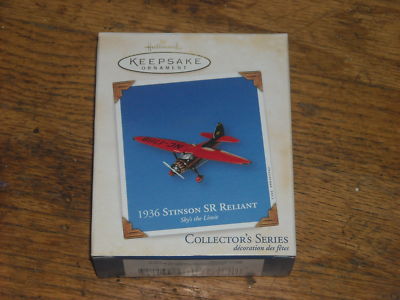 Hallmark
KEEPSAKE
ORNAMENT
1936 STINSON SR RELIANT
Sky's the Limit
COLLECTOR'S SERIES
décoration des fêtes